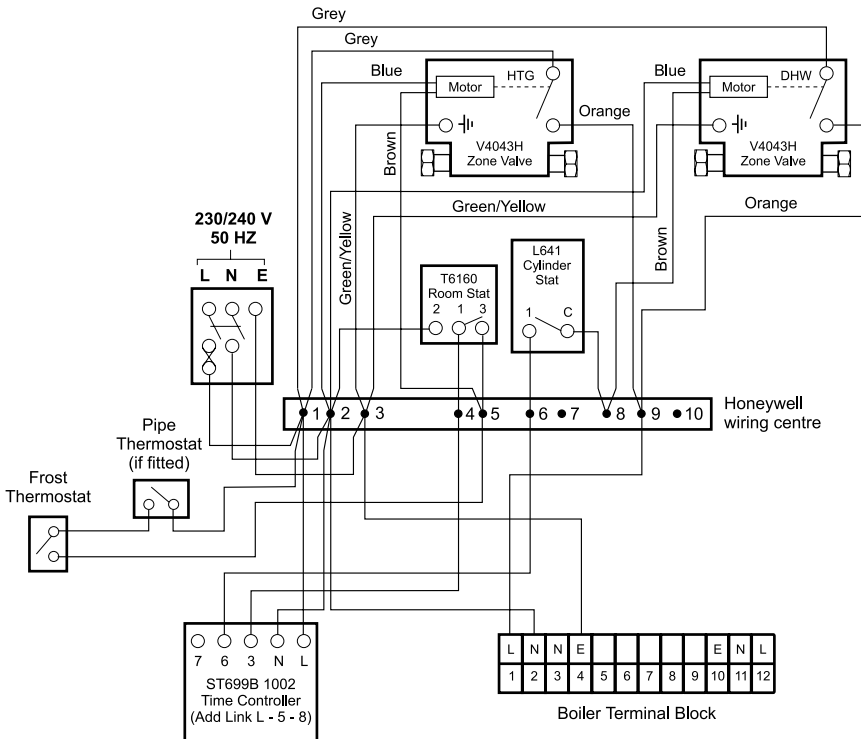 Grey
Grey
Blue
HTG
Motor
Orange
V4043H
Zone Valve
Brown
Blue
DHW
Motor
V4043H
Zone Valve
Green/Yellow
Green/Yellow
Brown
Orange
230/240 V
50 HZ
L N E
T6160
Room Stat
2 1 3
L641
Cylinder
Stat
1 C
1 2 3 4 5 6 7 8 9 10
Honeywell
wiring centre
Pipe
Thermostat
(if fitted)
Frost
Thermostat
7 6 3 N L
ST699B 1002
Time Controller
(Add Link L - 5 - 8)
L N N E E N L
1 2 3 4 5 6 7 8 9 10 11 12
Boiler Terminal Block